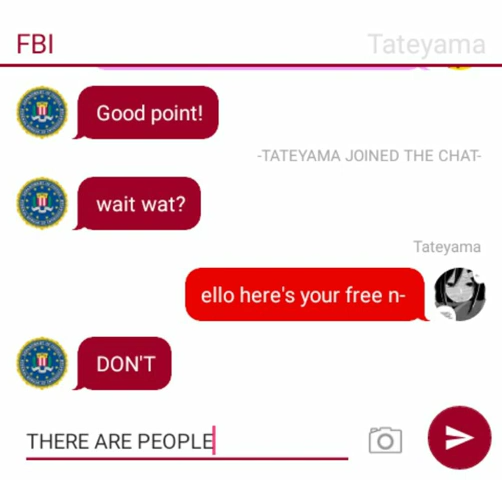 FBI
Tateyama
Good point!
-TATEYAMA JOINED THE CHAT-
wait wat?
Tateyama
ello here's your free n-
DON'T
THERE ARE PEOPLE